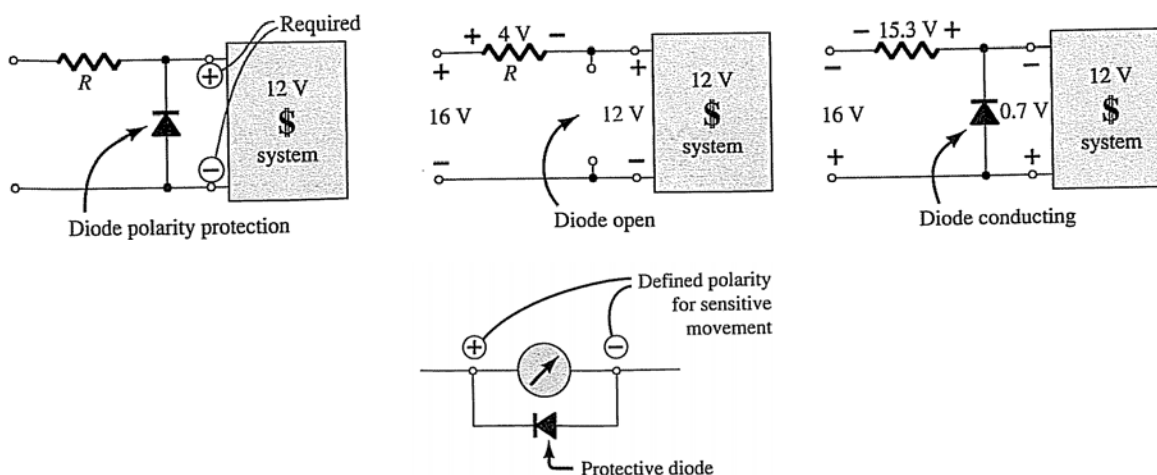 Required
R
+
12 V
$
system
−
Diode polarity protection
+ 4 V −
R
+ +
16 V 12 V
12 V
$
system
− −
Diode open
− 15.3 V +
− −
16 V 0.7 V
12 V
$
system
+ +
Diode conducting
Defined polarity
for sensitive
movement
+ −
Protective diode